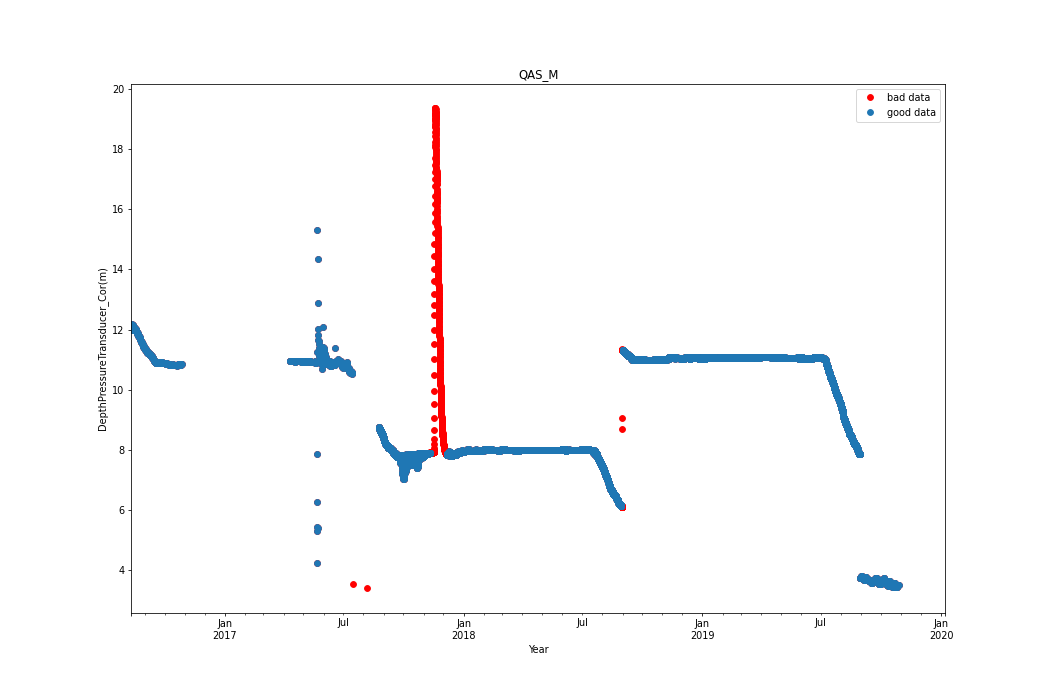 QAS_M
20
18
16
14
12
10
8
6
4
DepthPressureTransducer_Cor(m)
bad data
good data
Jan
2017
Jul
Jan
2018
Jul
Jan
2019
Jul
Jan
2020
Year